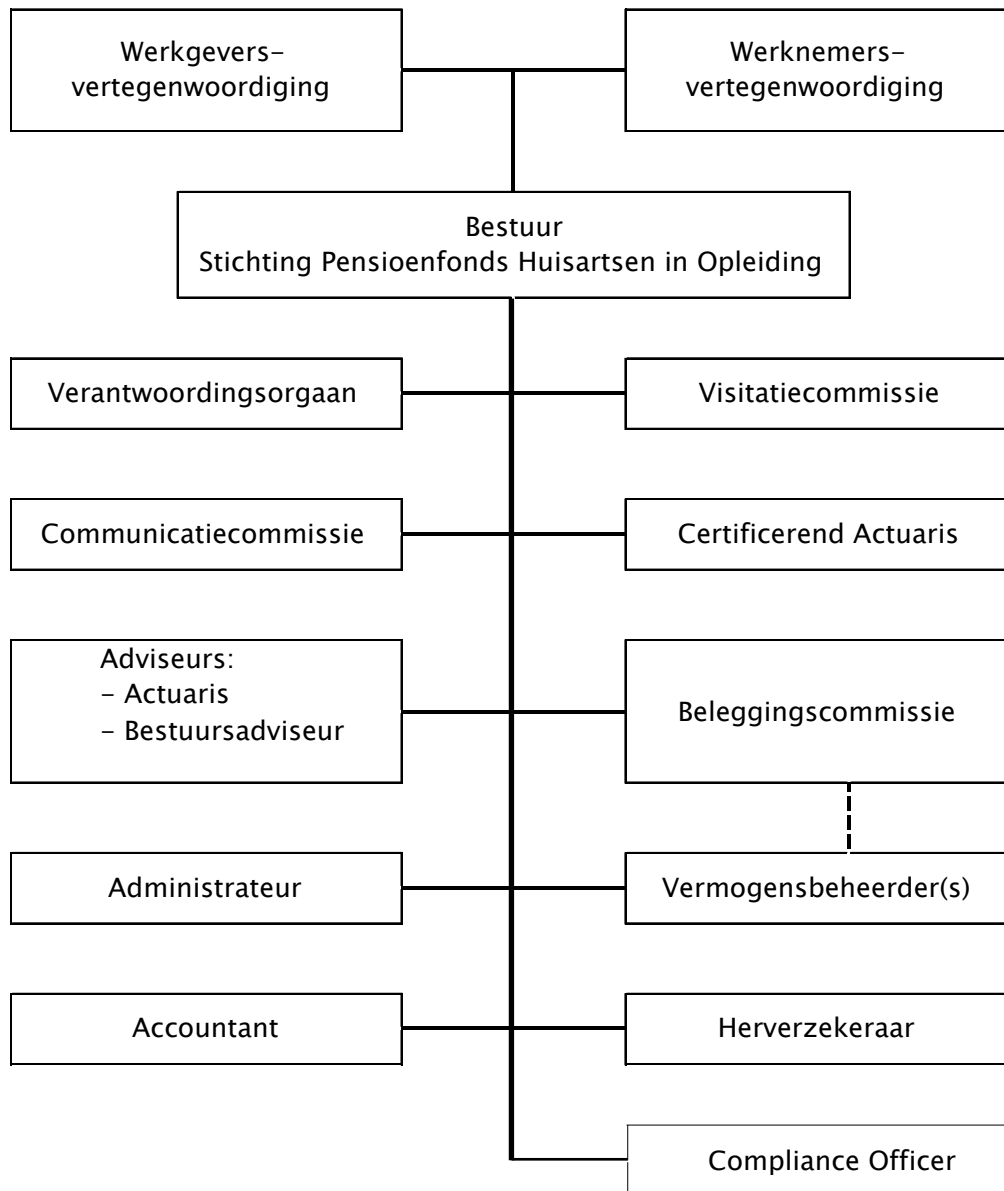 Werkgevers-
vertegenwoordiging
Werknemers-
vertegenwoordiging
Bestuur
Stichting Pensioenfonds Huisartsen in Opleiding
Verantwoordingsorgaan
Visitatiecommissie
Communicatiecommissie
Certificerend Actuaris
Adviseurs:
- Actuaris
- Bestuursadviseur
Beleggingscommissie
Administrateur
Vermogensbeheerder(s)
Accountant
Herverzekeraar
Compliance Officer